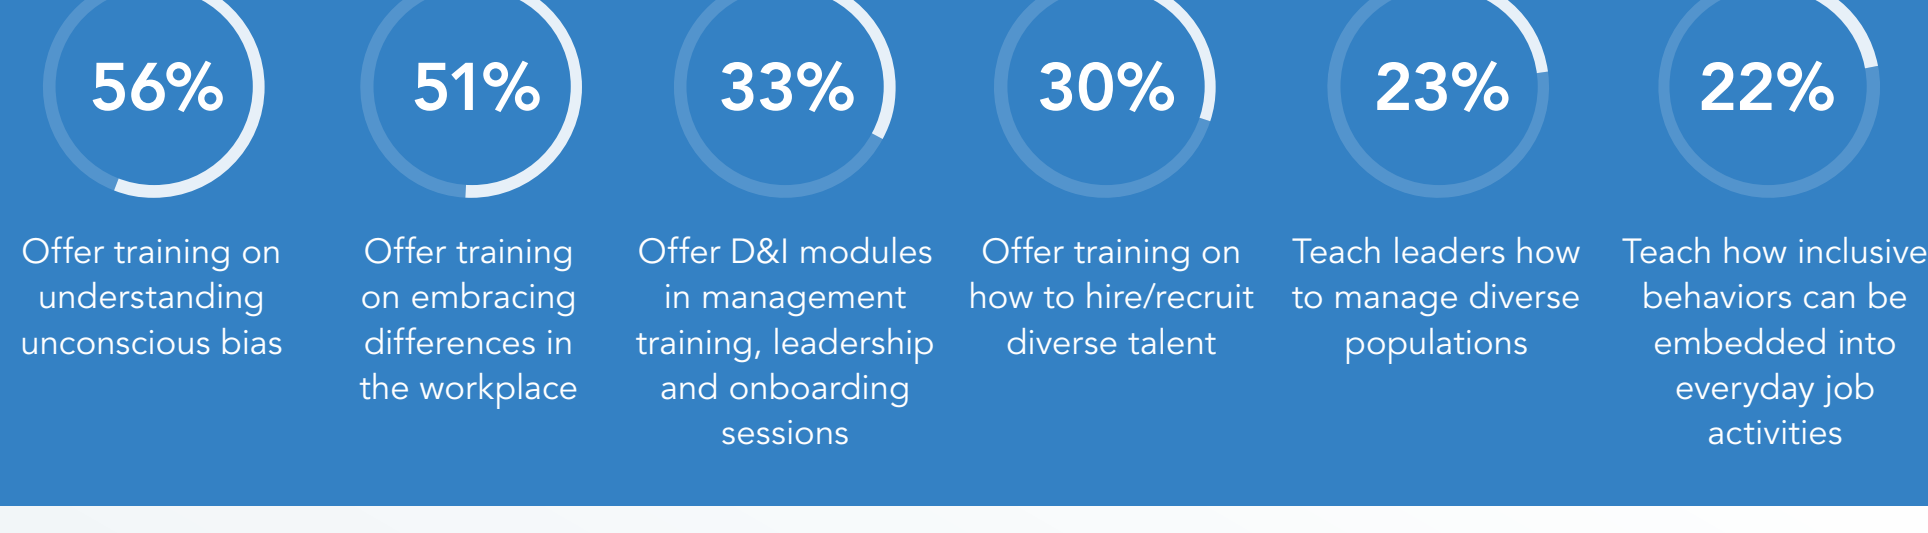 56%
Offer training on
understanding
unconscious bias
51%
Offer training
on embracing
differences in
the workplace
33%
Offer D&I modules
in management
training, leadership
and onboarding
sessions
30%
Offer training on
how to hire/recruit
diverse talent
23%
Teach leaders how
to manage diverse
populations
22%
Teach how inclusive
behaviors can be
embedded into
everyday job
activities